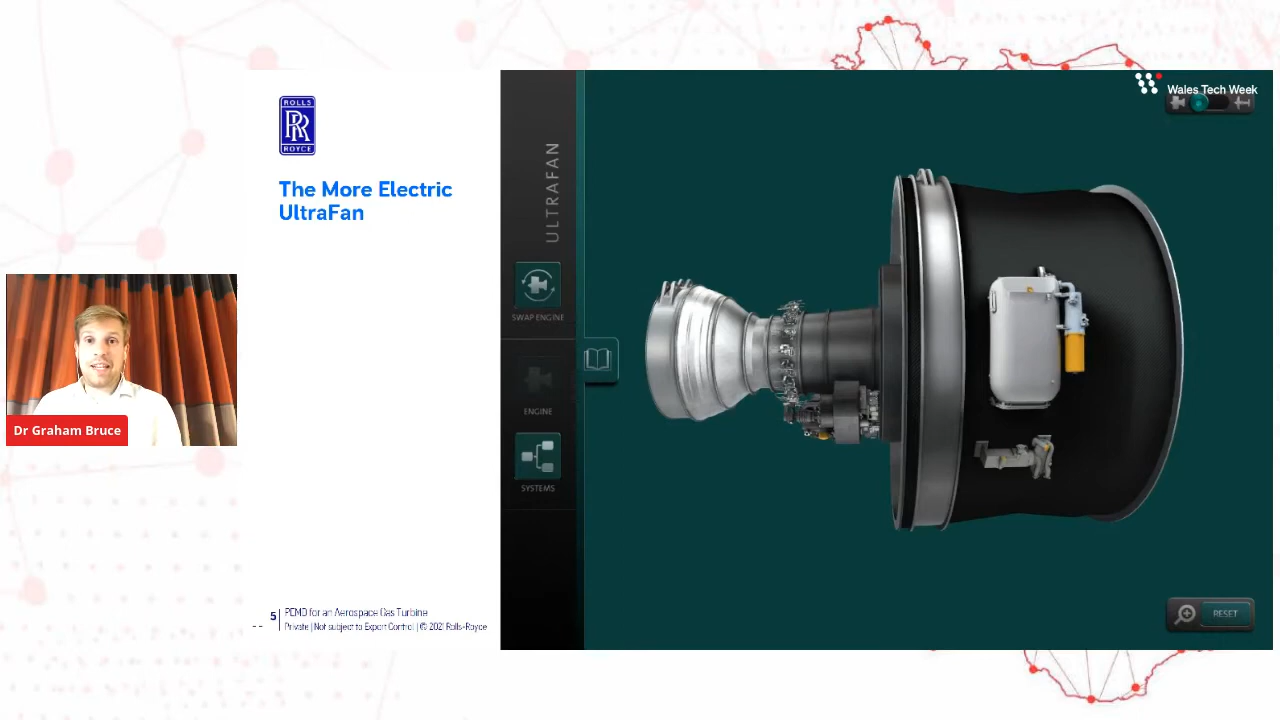 Wales Tech Week
ROLLS
RR
ROYCE
The More Electric
UltraFan
ULTRAFAN
SWAP ENGINE
ENGINE
SYSTEMS
Dr Graham Bruce
5
PEMD for an Aerospace Gas Turbine
Private | Not subject to Export Control | © 2021 Rolls-Royce
RESET